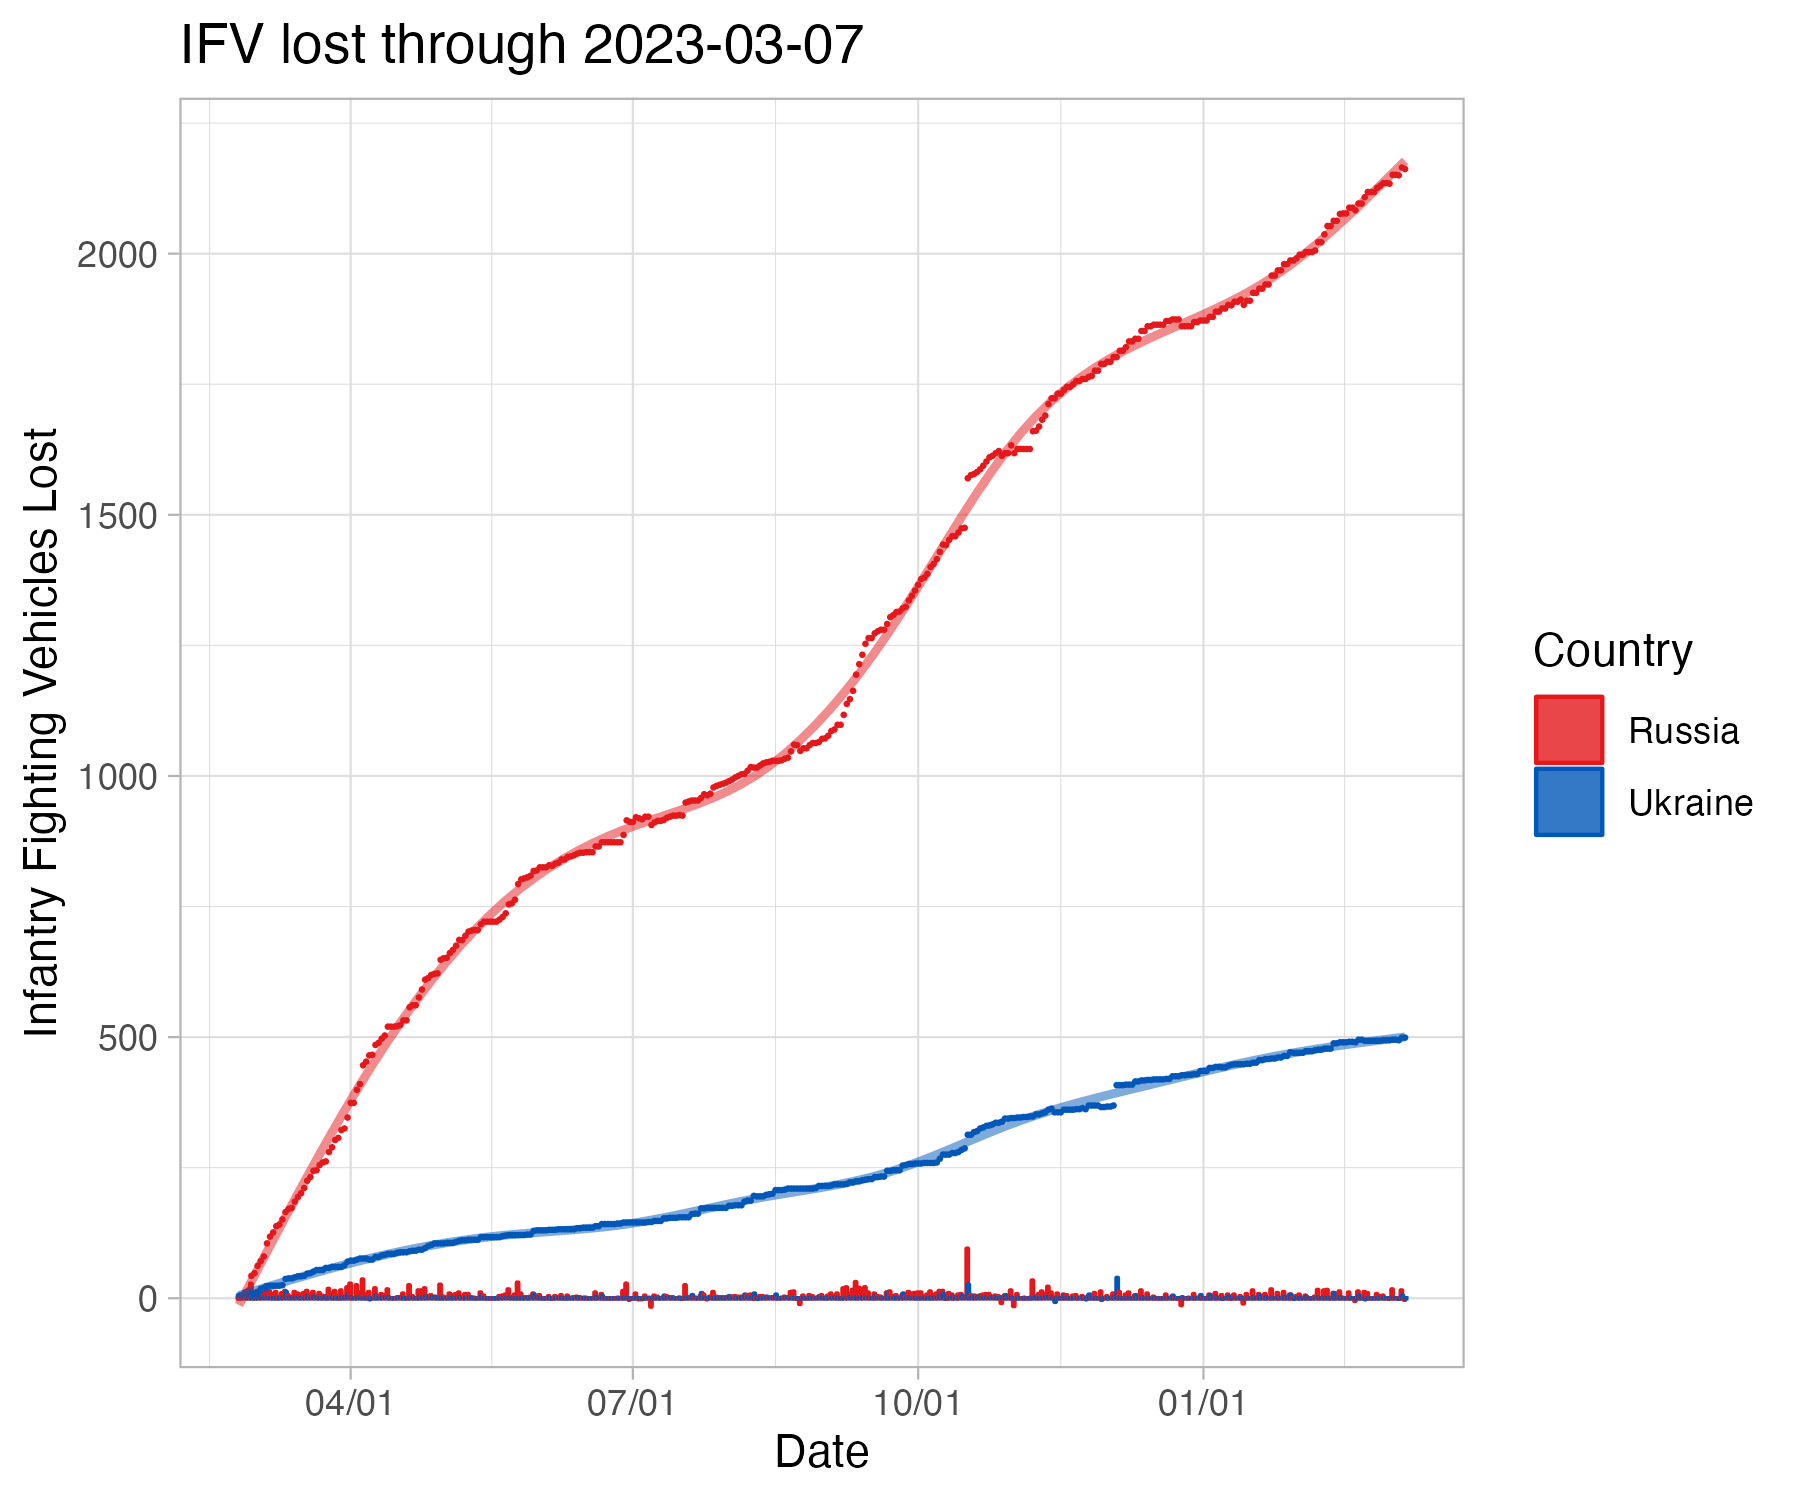 IFV lost through 2023-03-07
Infantry Fighting Vehicles Lost
2000
1500
1000
500
0
04/01
07/01
10/01
01/01
Date
Country
Russia
Ukraine